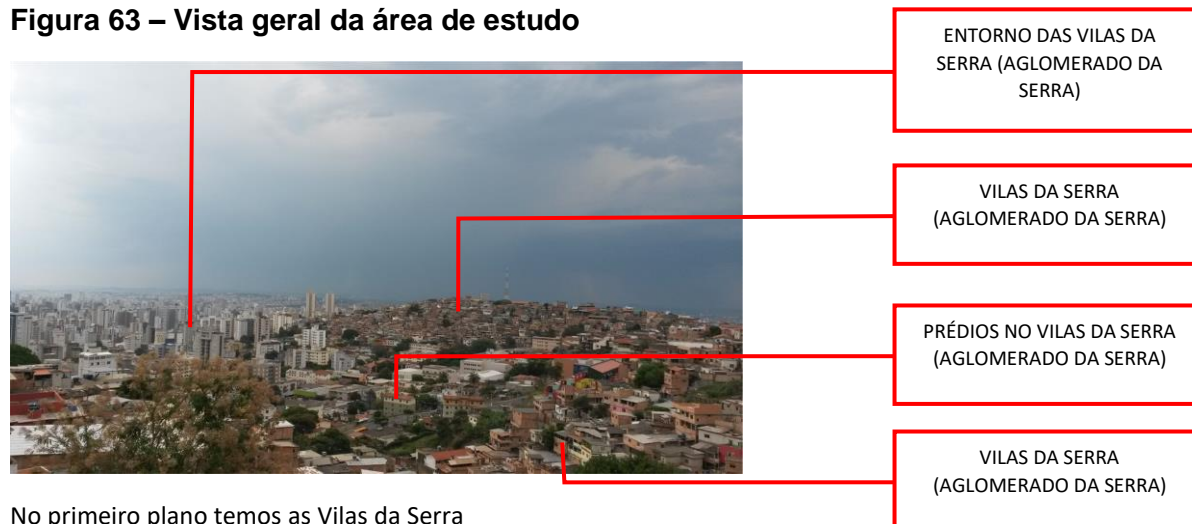 Figura 63 – Vista geral da área de estudo
ENTORNO DAS VILAS DA
SERRA (AGLOMERADO DA
SERRA)
VILAS DA SERRA
(AGLOMERADO DA SERRA)
PRÉDIOS NO VILAS DA SERRA
(AGLOMERADO DA SERRA)
VILAS DA SERRA
(AGLOMERADO DA SERRA)
No primeiro plano temos as Vilas da Serra